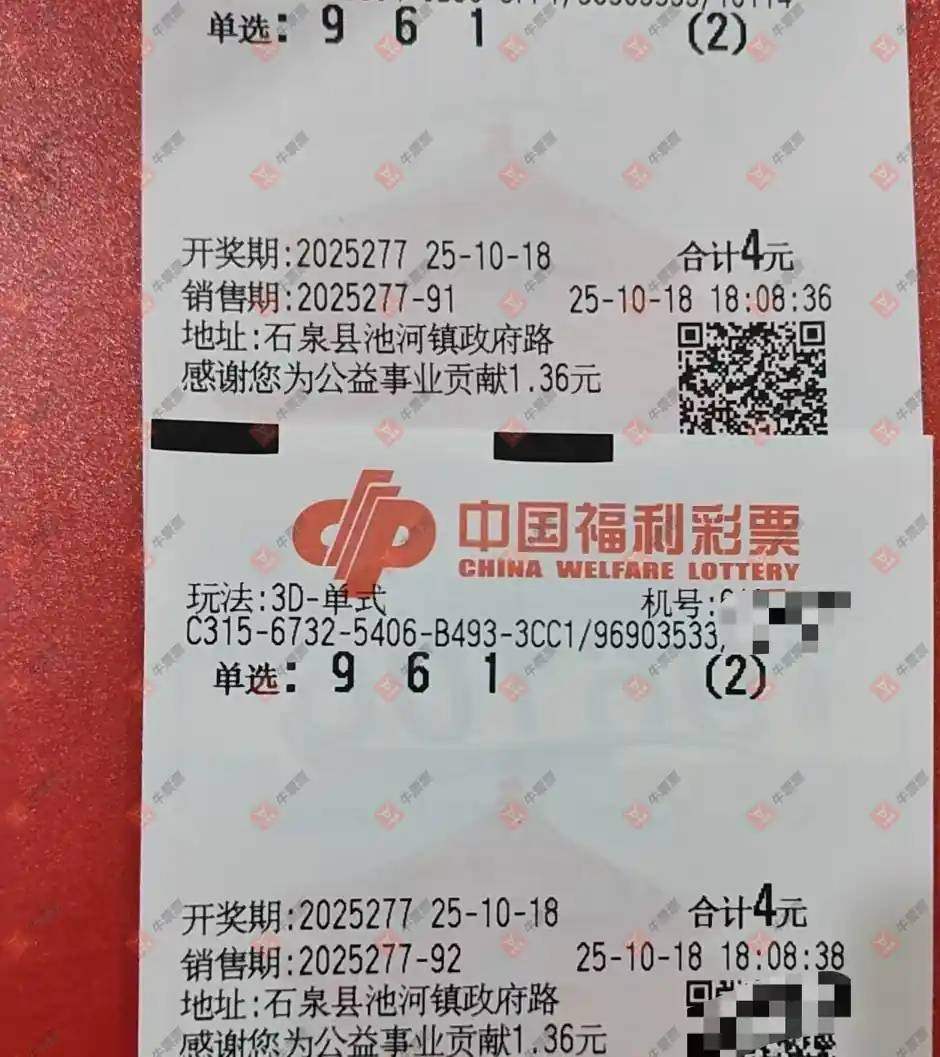 单选: 9 6 1 (2)
开奖期:2025277 25-10-18 合计4元
销售期:2025277-91 25-10-18 18:08:36
地址:石泉县池河镇政府路
感谢您为公益事业贡献1.36元
中国福利彩票
CHINA WELFARE LOTTERY
玩法:3D-单式 机号:
C315-6732-5406-B493-3CC1/96903533
单选: 9 6 1 (2)
开奖期:2025277 25-10-18 合计4元
销售期:2025277-92 25-10-18 18:08:38
地址:石泉县池河镇政府路
感谢您为公益事业贡献1.36元